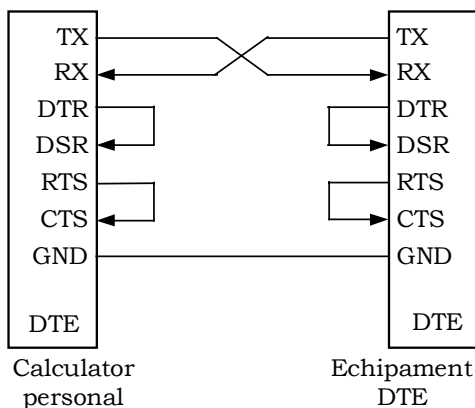 TX TX
RX RX
DTR DTR
DSR DSR
RTS RTS
CTS CTS
GND GND
DTE DTE
Calculator Echipament
personal DTE